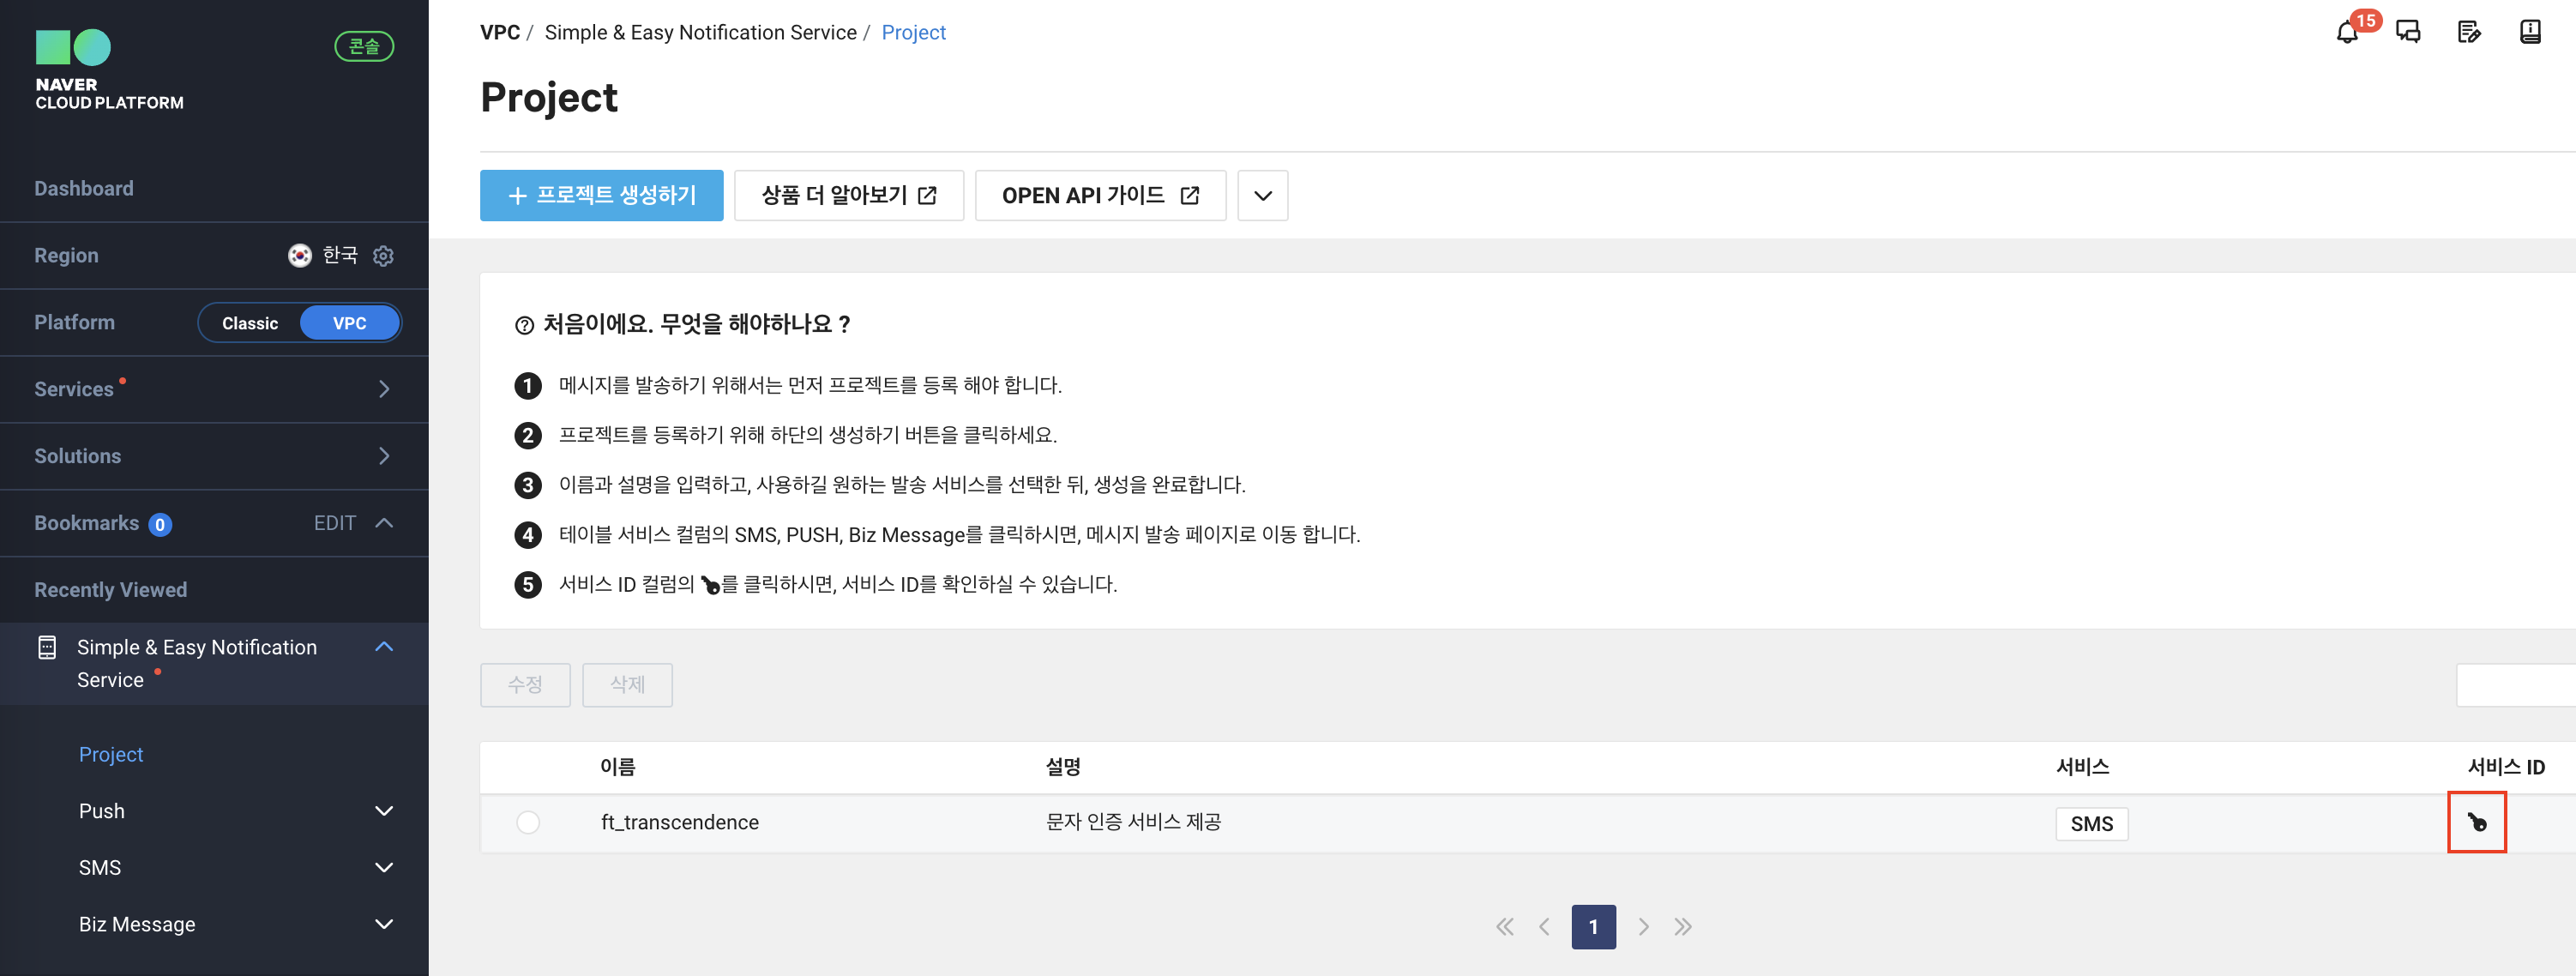 NAVER
CLOUD PLATFORM
콘솔
Dashboard
Region 한국
Platform Classic VPC
Services
Solutions
Bookmarks 0 EDIT
Recently Viewed
Simple & Easy Notification
Service
Project
Push
SMS
Biz Message
VPC / Simple & Easy Notification Service / Project
15
Project
+ 프로젝트 생성하기 상품 더 알아보기 OPEN API 가이드
? 처음이에요. 무엇을 해야하나요 ?
1 메시지를 발송하기 위해서는 먼저 프로젝트를 등록 해야 합니다.
2 프로젝트를 등록하기 위해 하단의 생성하기 버튼을 클릭하세요.
3 이름과 설명을 입력하고, 사용하길 원하는 발송 서비스를 선택한 뒤, 생성을 완료합니다.
4 테이블 서비스 컬럼의 SMS, PUSH, Biz Message를 클릭하시면, 메시지 발송 페이지로 이동 합니다.
5 서비스 ID 컬럼의 를 클릭하시면, 서비스 ID를 확인하실 수 있습니다.
수정 삭제
이름 설명 서비스 서비스 ID
ft_transcendence 문자 인증 서비스 제공 SMS
1